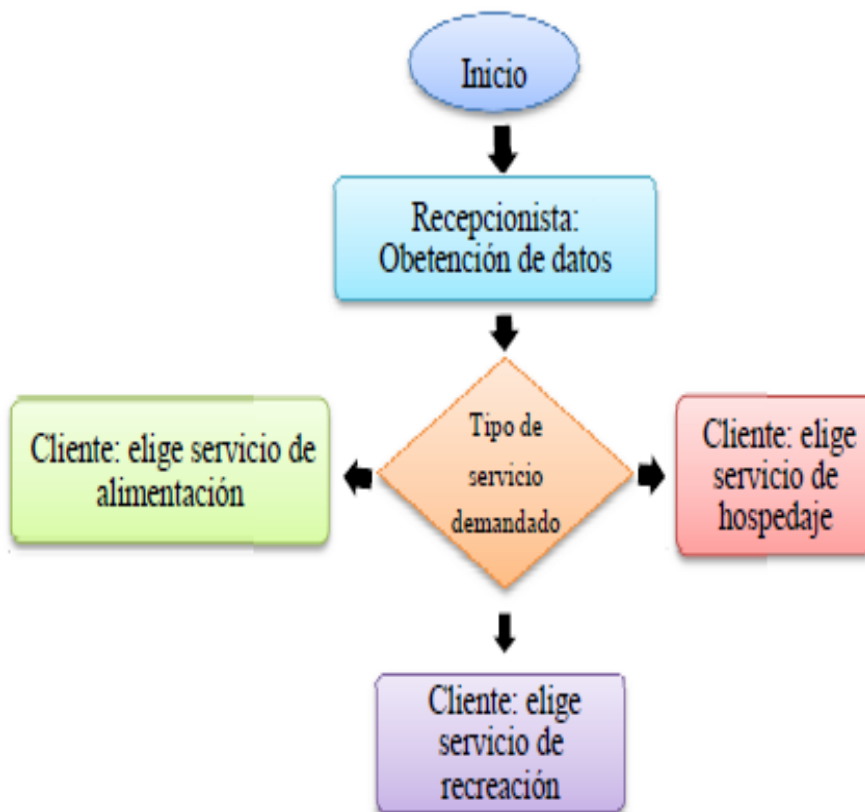 Inicio
Recepcionista:
Obetención de datos
Tipo de
servicio
demandado
Cliente: elige servicio de
alimentación
Cliente: elige
servicio de
hospedaje
Cliente: elige
servicio de
recreación